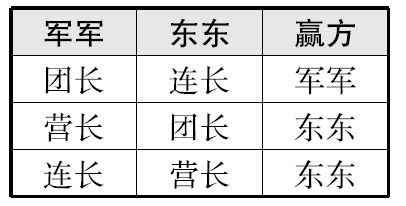 军军 东东 赢方
团长 连长 军军
营长 团长 东东
连长 营长 东东